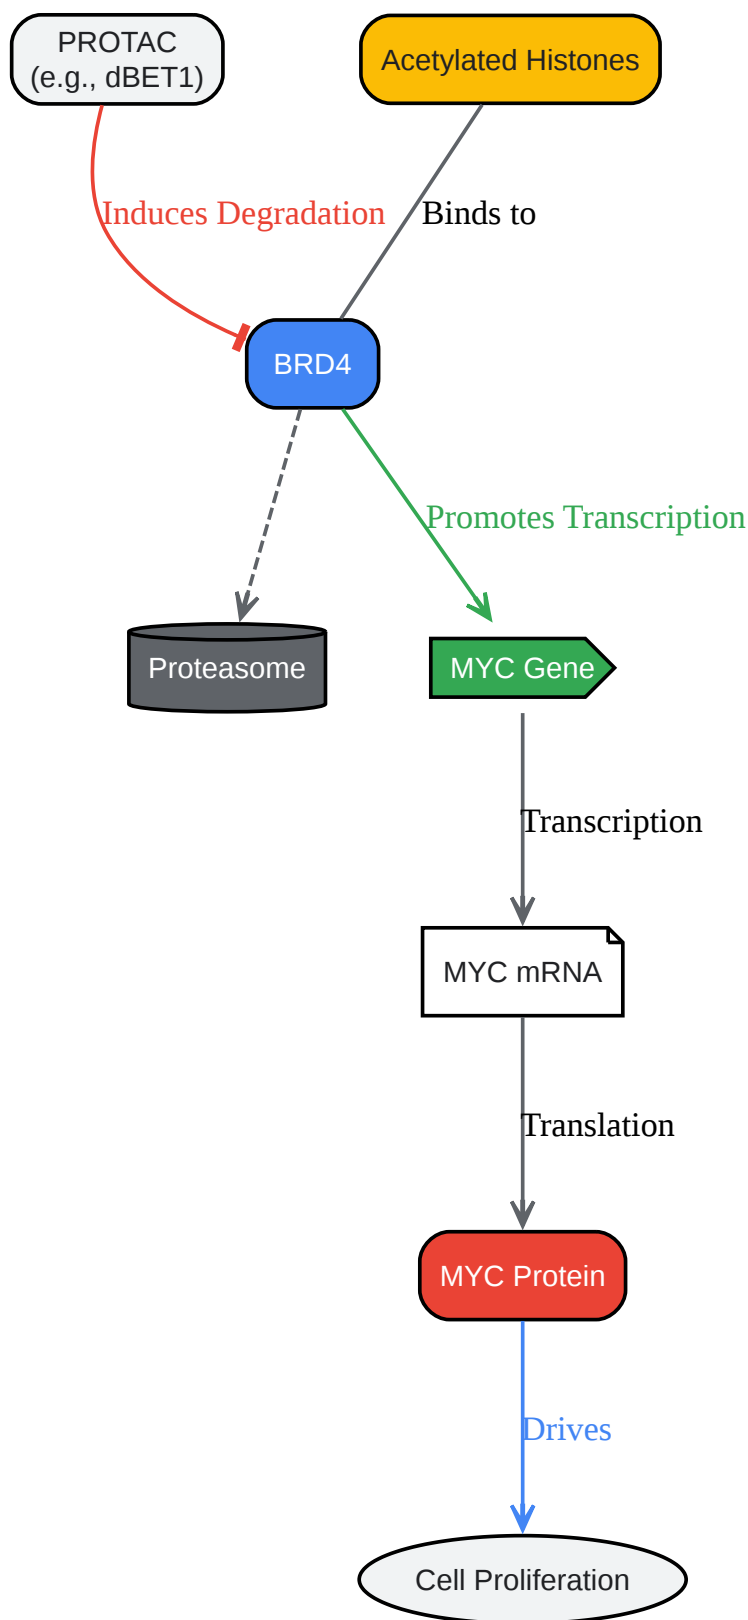 PROTAC
(e.g., dBET1)
Acetylated Histones
Induces Degradation
Binds to
BRD4
Promotes Transcription
Proteasome
MYC Gene
Transcription
MYC mRNA
Translation
MYC Protein
Drives
Cell Proliferation